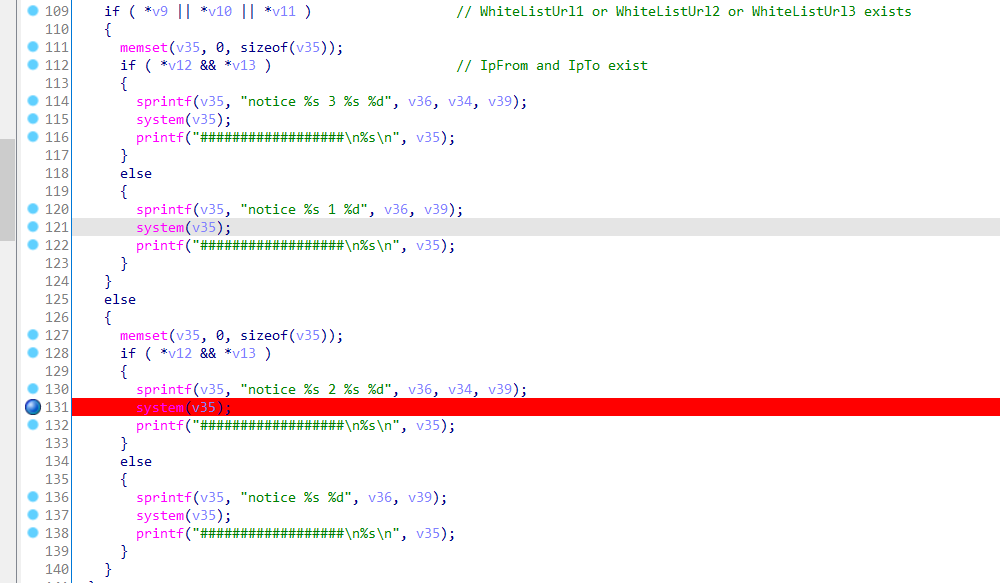 109 if ( *v9 || *v10 || *v11 ) // WhiteListUrl1 or WhiteListUrl2 or WhiteListUrl3 exists
110 {
111 memset(v35, 0, sizeof(v35));
112 if ( *v12 && *v13 ) // IpFrom and IpTo exist
113 {
114 sprintf(v35, "notice %s 3 %s %d", v36, v34, v39);
115 system(v35);
116 printf("##################\n%s\n", v35);
117 }
118 else
119 {
120 sprintf(v35, "notice %s 1 %d", v36, v39);
121 system(v35);
122 printf("##################\n%s\n", v35);
123 }
124 }
125 else
126 {
127 memset(v35, 0, sizeof(v35));
128 if ( *v12 && *v13 )
129 {
130 sprintf(v35, "notice %s 2 %s %d", v36, v34, v39);
131 system(v35);
132 printf("##################\n%s\n", v35);
133 }
134 else
135 {
136 sprintf(v35, "notice %s %d", v36, v39);
137 system(v35);
138 printf("##################\n%s\n", v35);
139 }
140 }